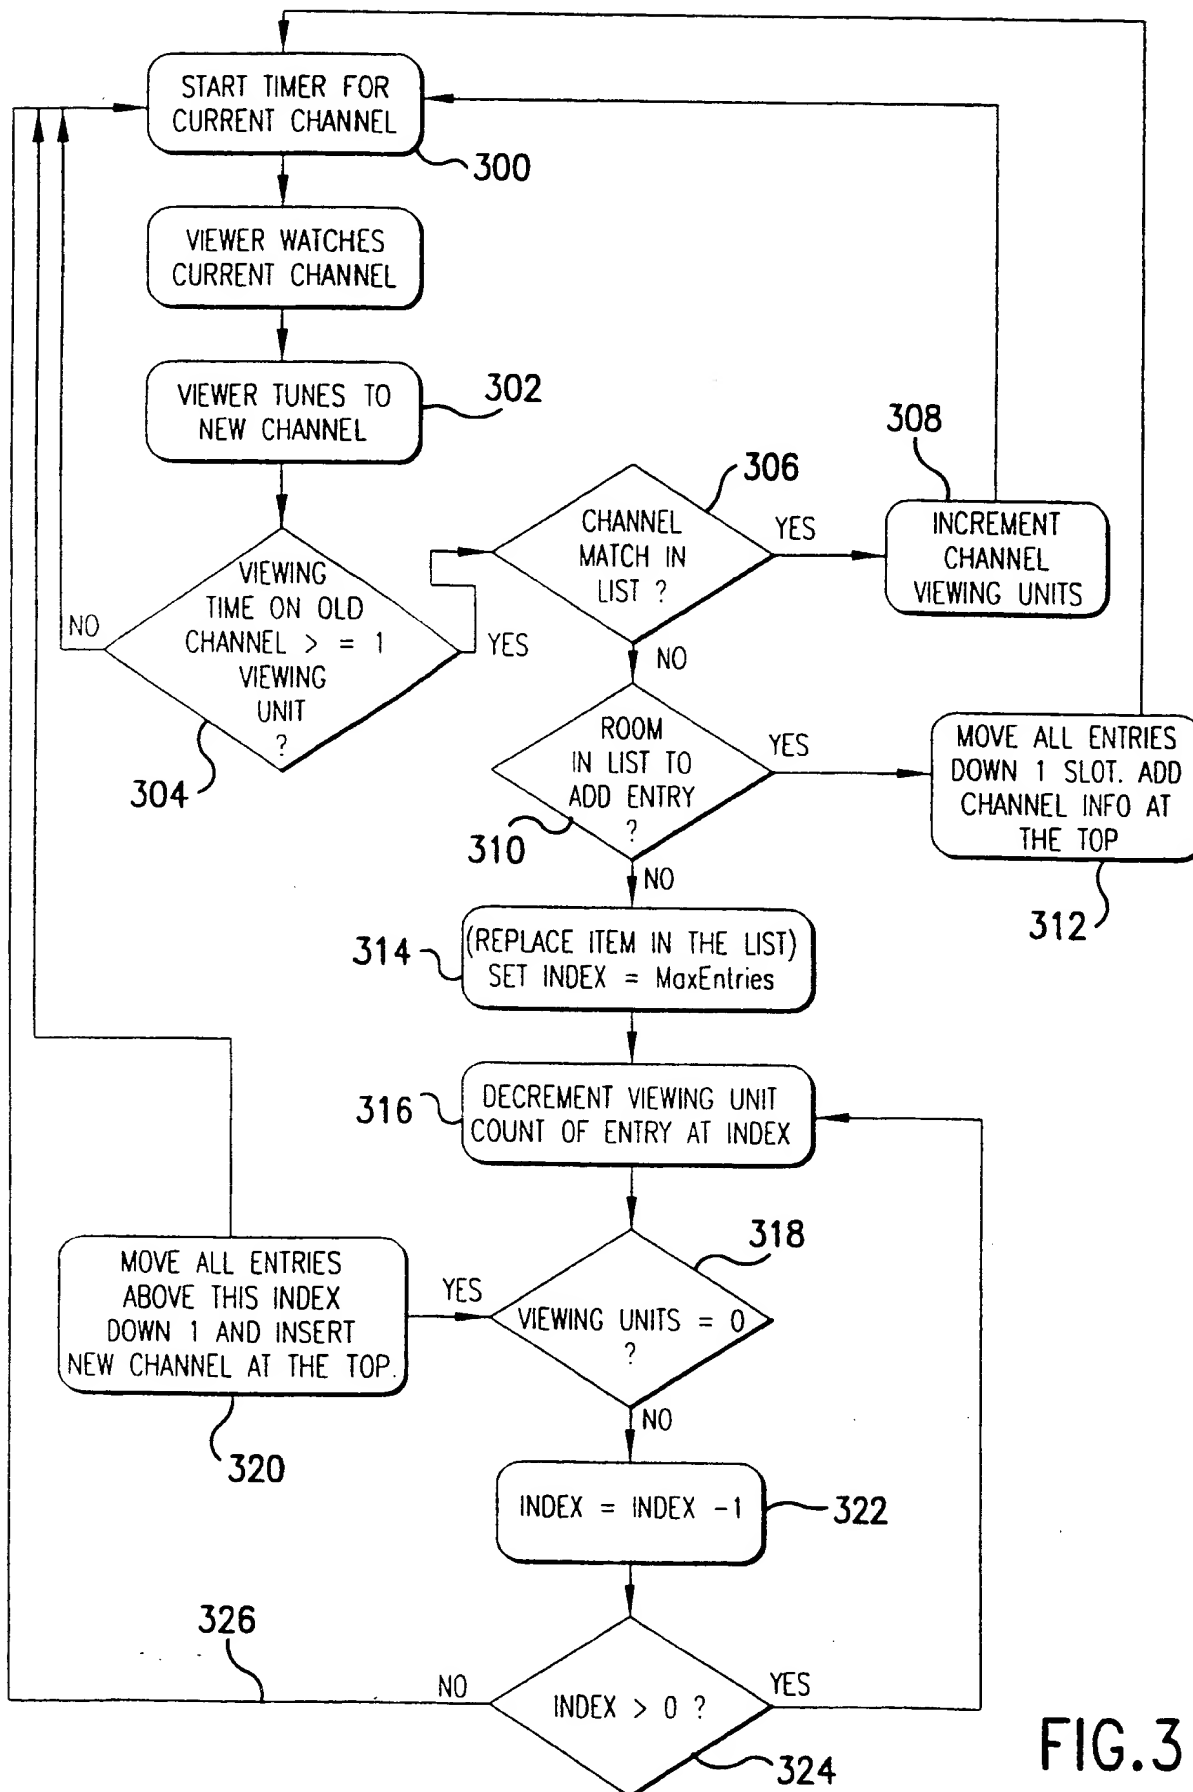 START TIMER FOR
CURRENT CHANNEL
300
VIEWER WATCHES
CURRENT CHANNEL
VIEWER TUNES TO
NEW CHANNEL
302
VIEWING
TIME ON OLD
CHANNEL > = 1
VIEWING
UNIT
?
NO
YES
304
CHANNEL
MATCH IN
LIST ?
306
YES
NO
308
INCREMENT
CHANNEL
VIEWING UNITS
ROOM
IN LIST TO
ADD ENTRY
?
310
YES
NO
MOVE ALL ENTRIES
DOWN 1 SLOT. ADD
CHANNEL INFO AT
THE TOP
312
314
(REPLACE ITEM IN THE LIST)
SET INDEX = MaxEntries
316
DECREMENT VIEWING UNIT
COUNT OF ENTRY AT INDEX
318
VIEWING UNITS = 0
?
YES
NO
MOVE ALL ENTRIES
ABOVE THIS INDEX
DOWN 1 AND INSERT
NEW CHANNEL AT THE TOP.
320
INDEX = INDEX -1
322
326
NO
INDEX > 0 ?
YES
324
FIG.3